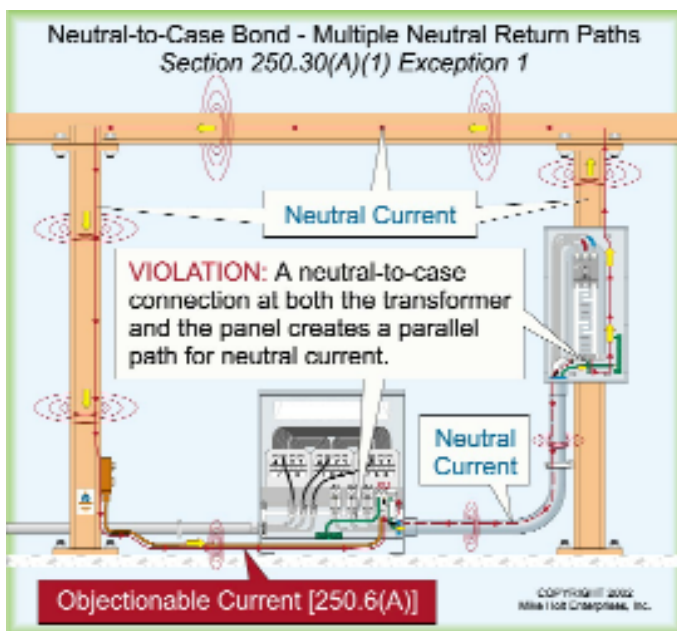 Neutral-to-Case Bond - Multiple Neutral Return Paths
Section 250.30(A)(1) Exception 1
Neutral Current
VIOLATION: A neutral-to-case
connection at both the transformer
and the panel creates a parallel
path for neutral current.
Neutral
Current
Objectionable Current [250.6(A)]
COPYRIGHT 2002
Mike Holt Enterprises, Inc.